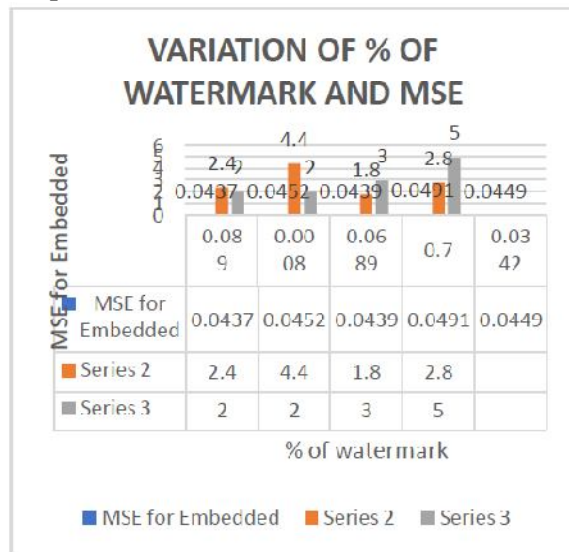 VARIATION OF % OF
WATERMARK AND MSE
MSE for Embedded
6
5
4
3
2
1
0
2.4 2 4.4 2 1.8 3 2.8 5
0.0437 0.0452 0.0439 0.0491 0.0449
0.089 0.0008 0.0689 0.7 0.0342
MSE for Embedded 0.0437 0.0452 0.0439 0.0491 0.0449
Series 2 2.4 4.4 1.8 2.8
Series 3 2 2 3 5
% of watermark
MSE for Embedded Series 2 Series 3